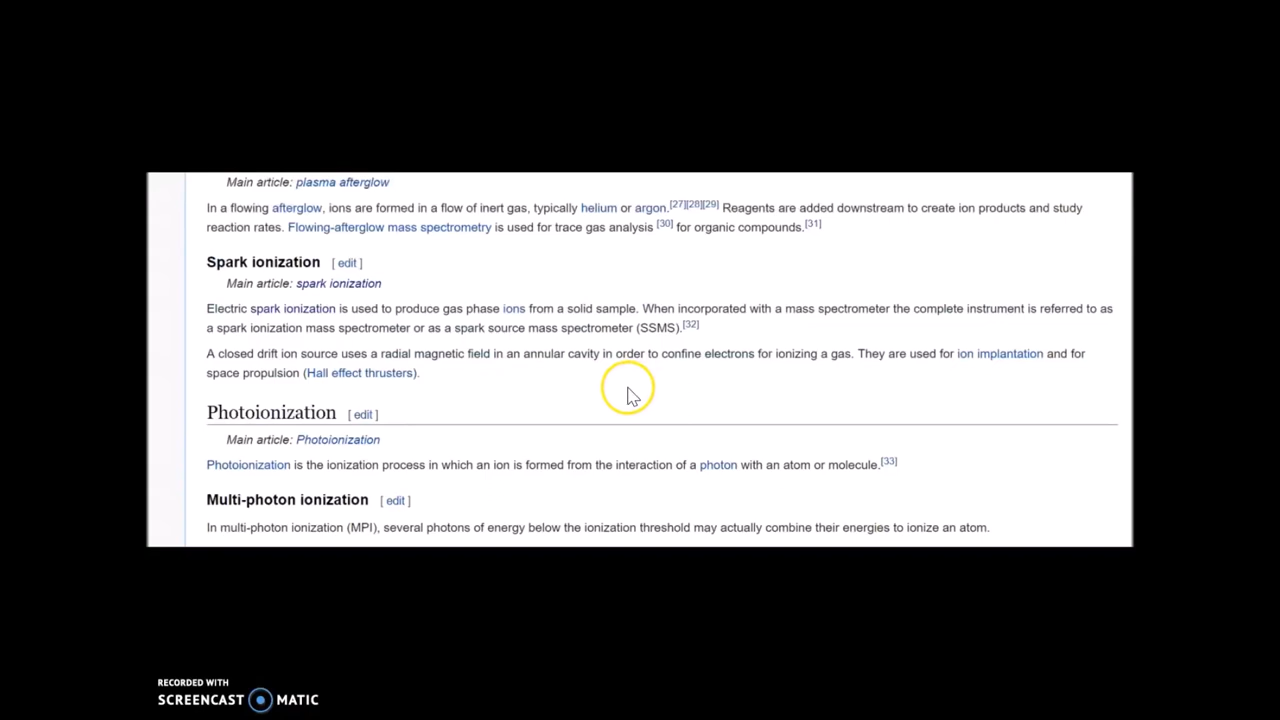 Main article: plasma afterglow
In a flowing afterglow, ions are formed in a flow of inert gas, typically helium or argon.[27][28][29] Reagents are added downstream to create ion products and study
reaction rates. Flowing-afterglow mass spectrometry is used for trace gas analysis [30] for organic compounds.[31]
Spark ionization [ edit ]
Main article: spark ionization
Electric spark ionization is used to produce gas phase ions from a solid sample. When incorporated with a mass spectrometer the complete instrument is referred to as
a spark ionization mass spectrometer or as a spark source mass spectrometer (SSMS).[32]
A closed drift ion source uses a radial magnetic field in an annular cavity in order to confine electrons for ionizing a gas. They are used for ion implantation and for
space propulsion (Hall effect thrusters).
Photoionization [ edit ]
Main article: Photoionization
Photoionization is the ionization process in which an ion is formed from the interaction of a photon with an atom or molecule.[33]
Multi-photon ionization [ edit ]
In multi-photon ionization (MPI), several photons of energy below the ionization threshold may actually combine their energies to ionize an atom.
RECORDED WITH
SCREENCAST MATIC